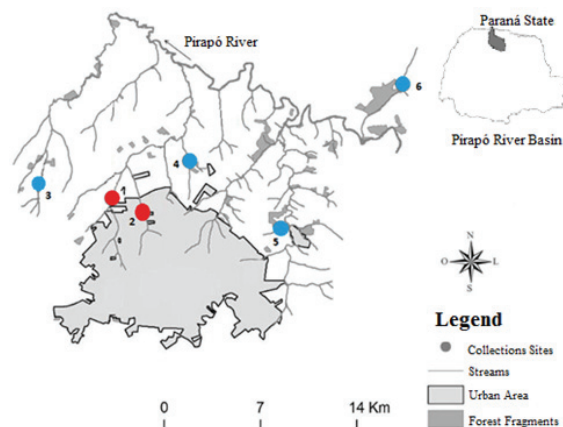 Paraná State
Pirapó River
6
Pirapó River Basin
4
3
1
2
5
N
O L
S
Legend
Collections Sites
Streams
Urban Area
Forest Fragments
0 7 14 Km